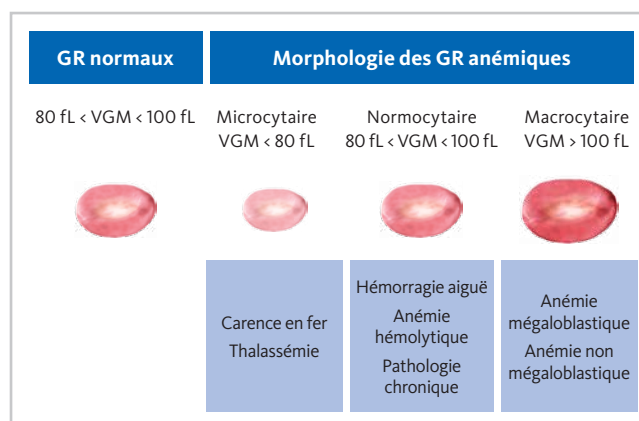 GR normaux
Morphologie des GR anémiques
80 fL < VGM < 100 fL
Microcytaire
VGM < 80 fL
Normocytaire
80 fL < VGM < 100 fL
Macrocytaire
VGM > 100 fL
Carence en fer
Thalassémie
Hémorragie aiguë
Anémie
hémolytique
Pathologie
chronique
Anémie
mégaloblastique
Anémie non
mégaloblastique